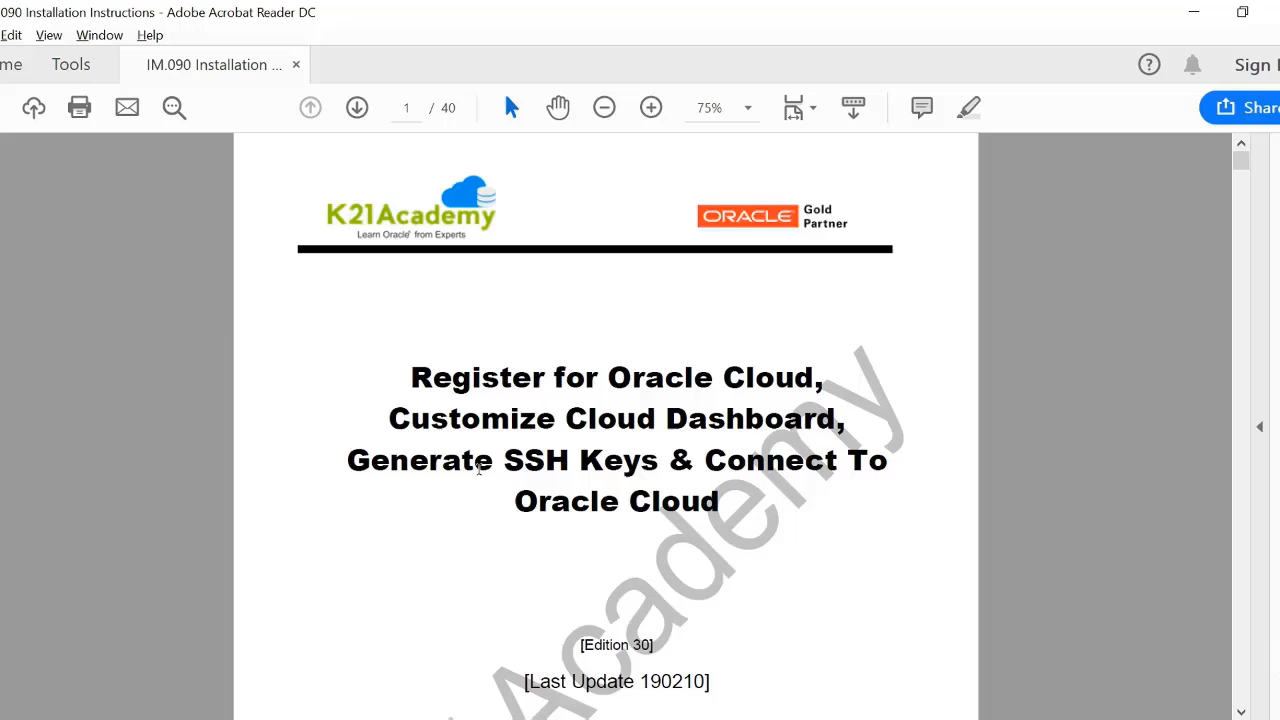 090 Installation Instructions - Adobe Acrobat Reader DC
Edit View Window Help
me Tools IM.090 Installation ... × Sign
1 / 40 75% Share
K21Academy
Learn Oracle from Experts
ORACLE Gold
Partner
Register for Oracle Cloud,
Customize Cloud Dashboard,
Generate SSH Keys & Connect To
Oracle Cloud
[Edition 30]
[Last Update 190210]
Academy